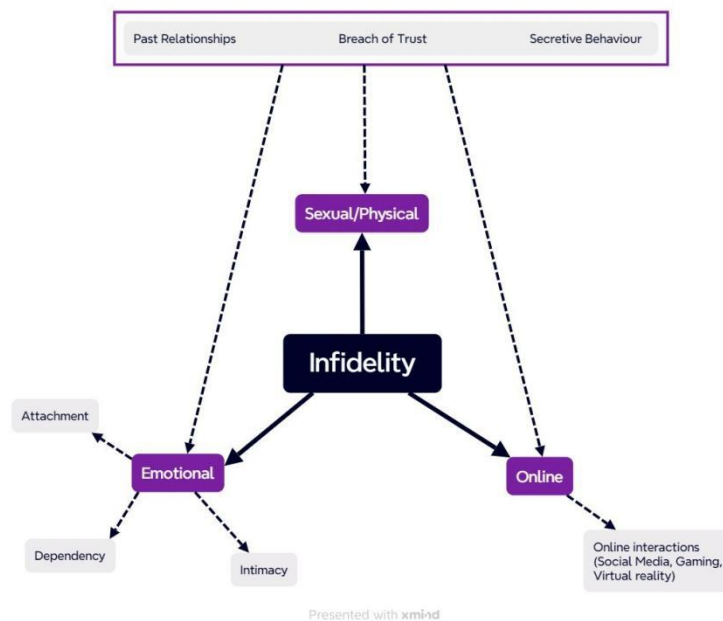 Past Relationships Breach of Trust Secretive Behaviour
Sexual/Physical
Infidelity
Attachment
Emotional
Online
Dependency
Intimacy
Online interactions
(Social Media, Gaming,
Virtual reality)
Presented with xmind